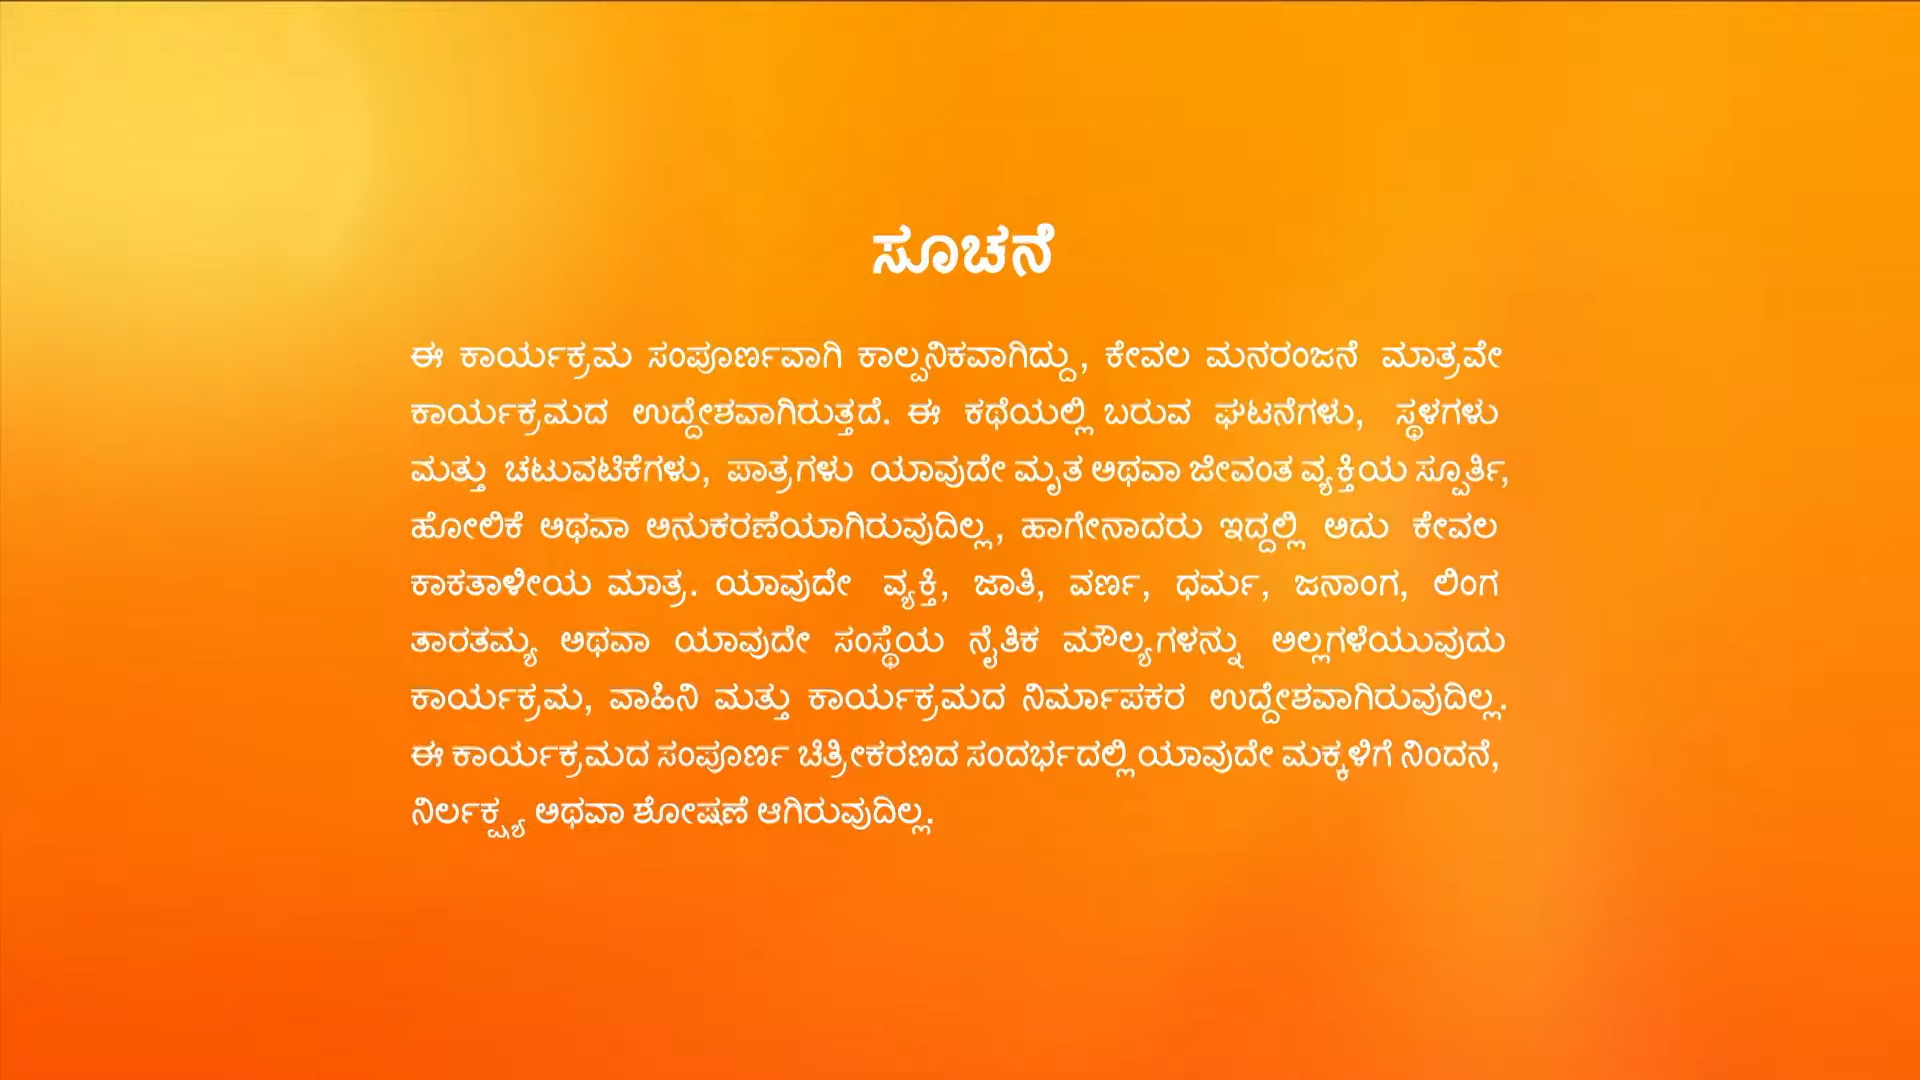 ಸೂಚನೆ
ಈ ಕಾರ್ಯಕ್ರಮ ಸಂಪೂರ್ಣವಾಗಿ ಕಾಲ್ಪನಿಕವಾಗಿದ್ದು, ಕೇವಲ ಮನರಂಜನೆ ಮಾತ್ರವೇ
ಕಾರ್ಯಕ್ರಮದ ಉದ್ದೇಶವಾಗಿರುತ್ತದೆ. ಈ ಕಥೆಯಲ್ಲಿ ಬರುವ ಘಟನೆಗಳು, ಸ್ಥಳಗಳು
ಮತ್ತು ಚಟುವಟಿಕೆಗಳು, ಪಾತ್ರಗಳು ಯಾವುದೇ ಮೃತ ಅಥವಾ ಜೀವಂತ ವ್ಯಕ್ತಿಯ ಸ್ಪೂರ್ತಿ,
ಹೋಲಿಕೆ ಅಥವಾ ಅನುಕರಣೆಯಾಗಿರುವುದಿಲ್ಲ, ಹಾಗೇನಾದರು ಇದ್ದಲ್ಲಿ ಅದು ಕೇವಲ
ಕಾಕತಾಳೀಯ ಮಾತ್ರ. ಯಾವುದೇ ವ್ಯಕ್ತಿ, ಜಾತಿ, ವರ್ಣ, ಧರ್ಮ, ಜನಾಂಗ, ಲಿಂಗ
ತಾರತಮ್ಯ ಅಥವಾ ಯಾವುದೇ ಸಂಸ್ಥೆಯ ನೈತಿಕ ಮೌಲ್ಯಗಳನ್ನು ಅಲ್ಲಗಳೆಯುವುದು
ಕಾರ್ಯಕ್ರಮ, ವಾಹಿನಿ ಮತ್ತು ಕಾರ್ಯಕ್ರಮದ ನಿರ್ಮಾಪಕರ ಉದ್ದೇಶವಾಗಿರುವುದಿಲ್ಲ.
ಈ ಕಾರ್ಯಕ್ರಮದ ಸಂಪೂರ್ಣ ಚಿತ್ರೀಕರಣದ ಸಂದರ್ಭದಲ್ಲಿ ಯಾವುದೇ ಮಕ್ಕಳಿಗೆ ನಿಂದನೆ,
ನಿರ್ಲಕ್ಷ್ಯ ಅಥವಾ ಶೋಷಣೆ ಆಗಿರುವುದಿಲ್ಲ.